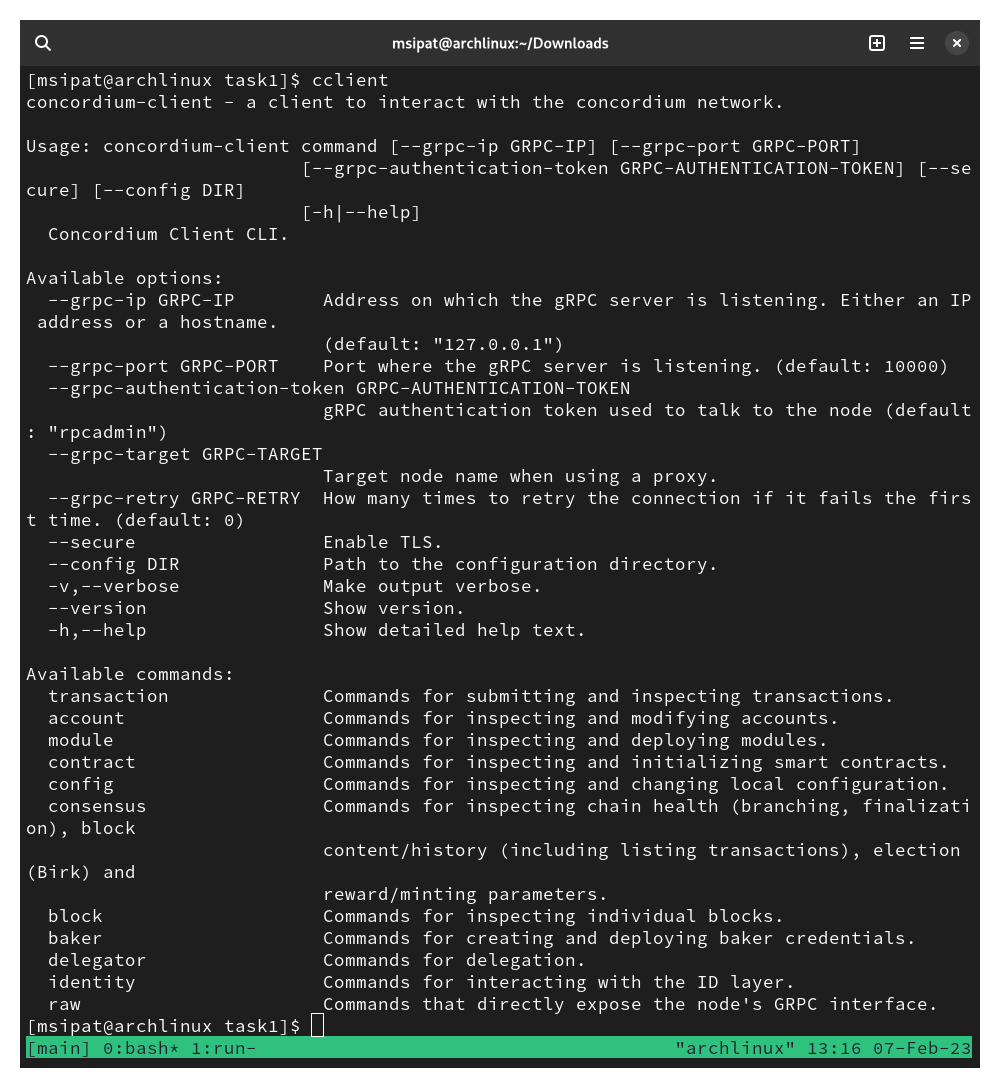 msipat@archlinux:~/Downloads
[msipat@archlinux task1]$ cclient
concordium-client - a client to interact with the concordium network.

Usage: concordium-client command [--grpc-ip GRPC-IP] [--grpc-port GRPC-PORT]
                         [--grpc-authentication-token GRPC-AUTHENTICATION-TOKEN] [--se
cure] [--config DIR]
                         [-h|--help]
  Concordium Client CLI.

Available options:
  --grpc-ip GRPC-IP        Address on which the gRPC server is listening. Either an IP
 address or a hostname.
                           (default: "127.0.0.1")
  --grpc-port GRPC-PORT    Port where the gRPC server is listening. (default: 10000)
  --grpc-authentication-token GRPC-AUTHENTICATION-TOKEN
                           gRPC authentication token used to talk to the node (default
: "rpcadmin")
  --grpc-target GRPC-TARGET
                           Target node name when using a proxy.
  --grpc-retry GRPC-RETRY  How many times to retry the connection if it fails the firs
t time. (default: 0)
  --secure                 Enable TLS.
  --config DIR             Path to the configuration directory.
  -v,--verbose             Make output verbose.
  --version                Show version.
  -h,--help                Show detailed help text.

Available commands:
  transaction              Commands for submitting and inspecting transactions.
  account                  Commands for inspecting and modifying accounts.
  module                   Commands for inspecting and deploying modules.
  contract                 Commands for inspecting and initializing smart contracts.
  config                   Commands for inspecting and changing local configuration.
  consensus                Commands for inspecting chain health (branching, finalizati
on), block
                           content/history (including listing transactions), election
(Birk) and
                           reward/minting parameters.
  block                    Commands for inspecting individual blocks.
  baker                    Commands for creating and deploying baker credentials.
  delegator                Commands for delegation.
  identity                 Commands for interacting with the ID layer.
  raw                      Commands that directly expose the node's GRPC interface.
[msipat@archlinux task1]$
[main] 0:bash* 1:run-                                      "archlinux" 13:16 07-Feb-23